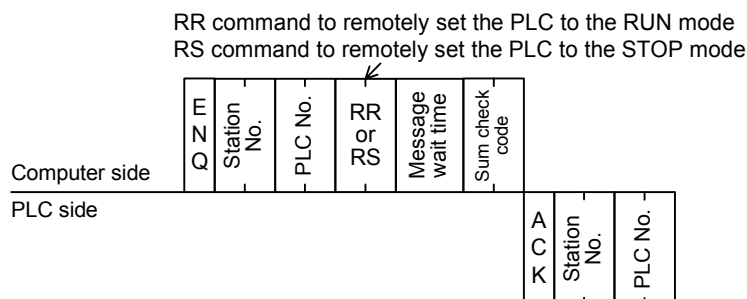 RR command to remotely set the PLC to the RUN mode
RS command to remotely set the PLC to the STOP mode
ENQ
Station No.
PLC No.
RR or RS
Message wait time
Sum check code
Computer side
PLC side
ACK
Station No.
PLC No.